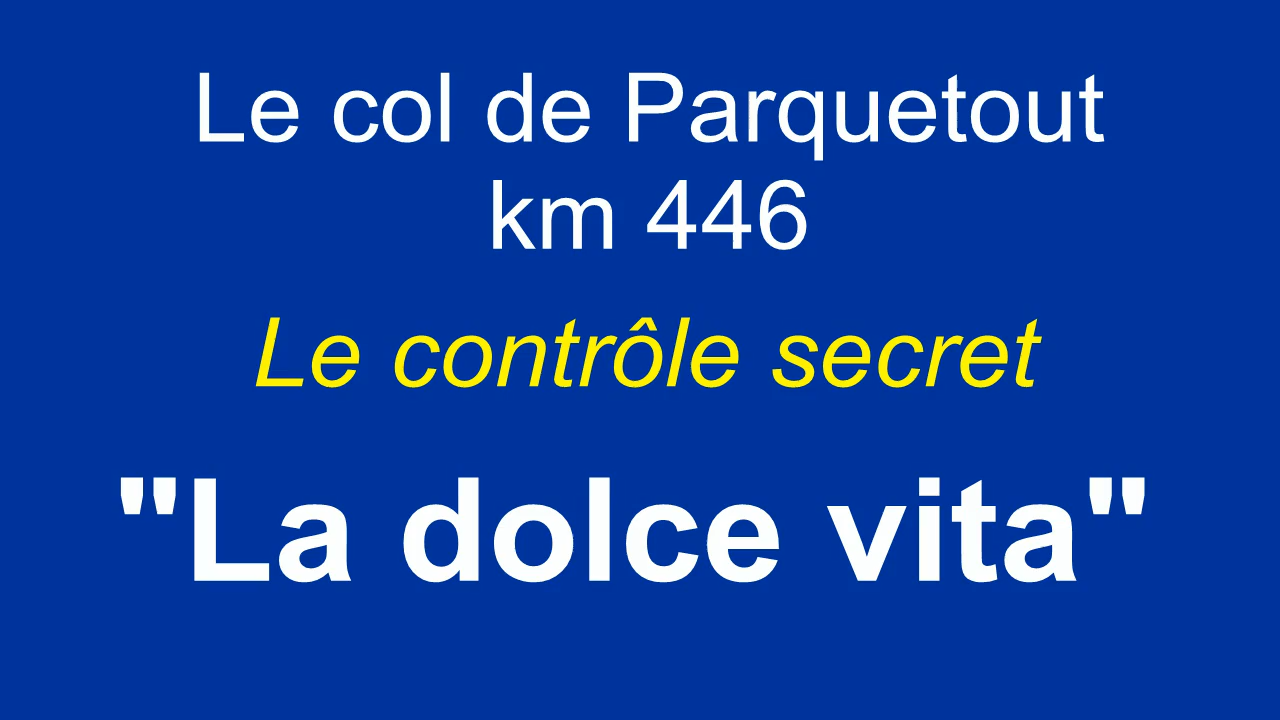 Le col de Parquetout
km 446
Le contrôle secret
"La dolce vita"